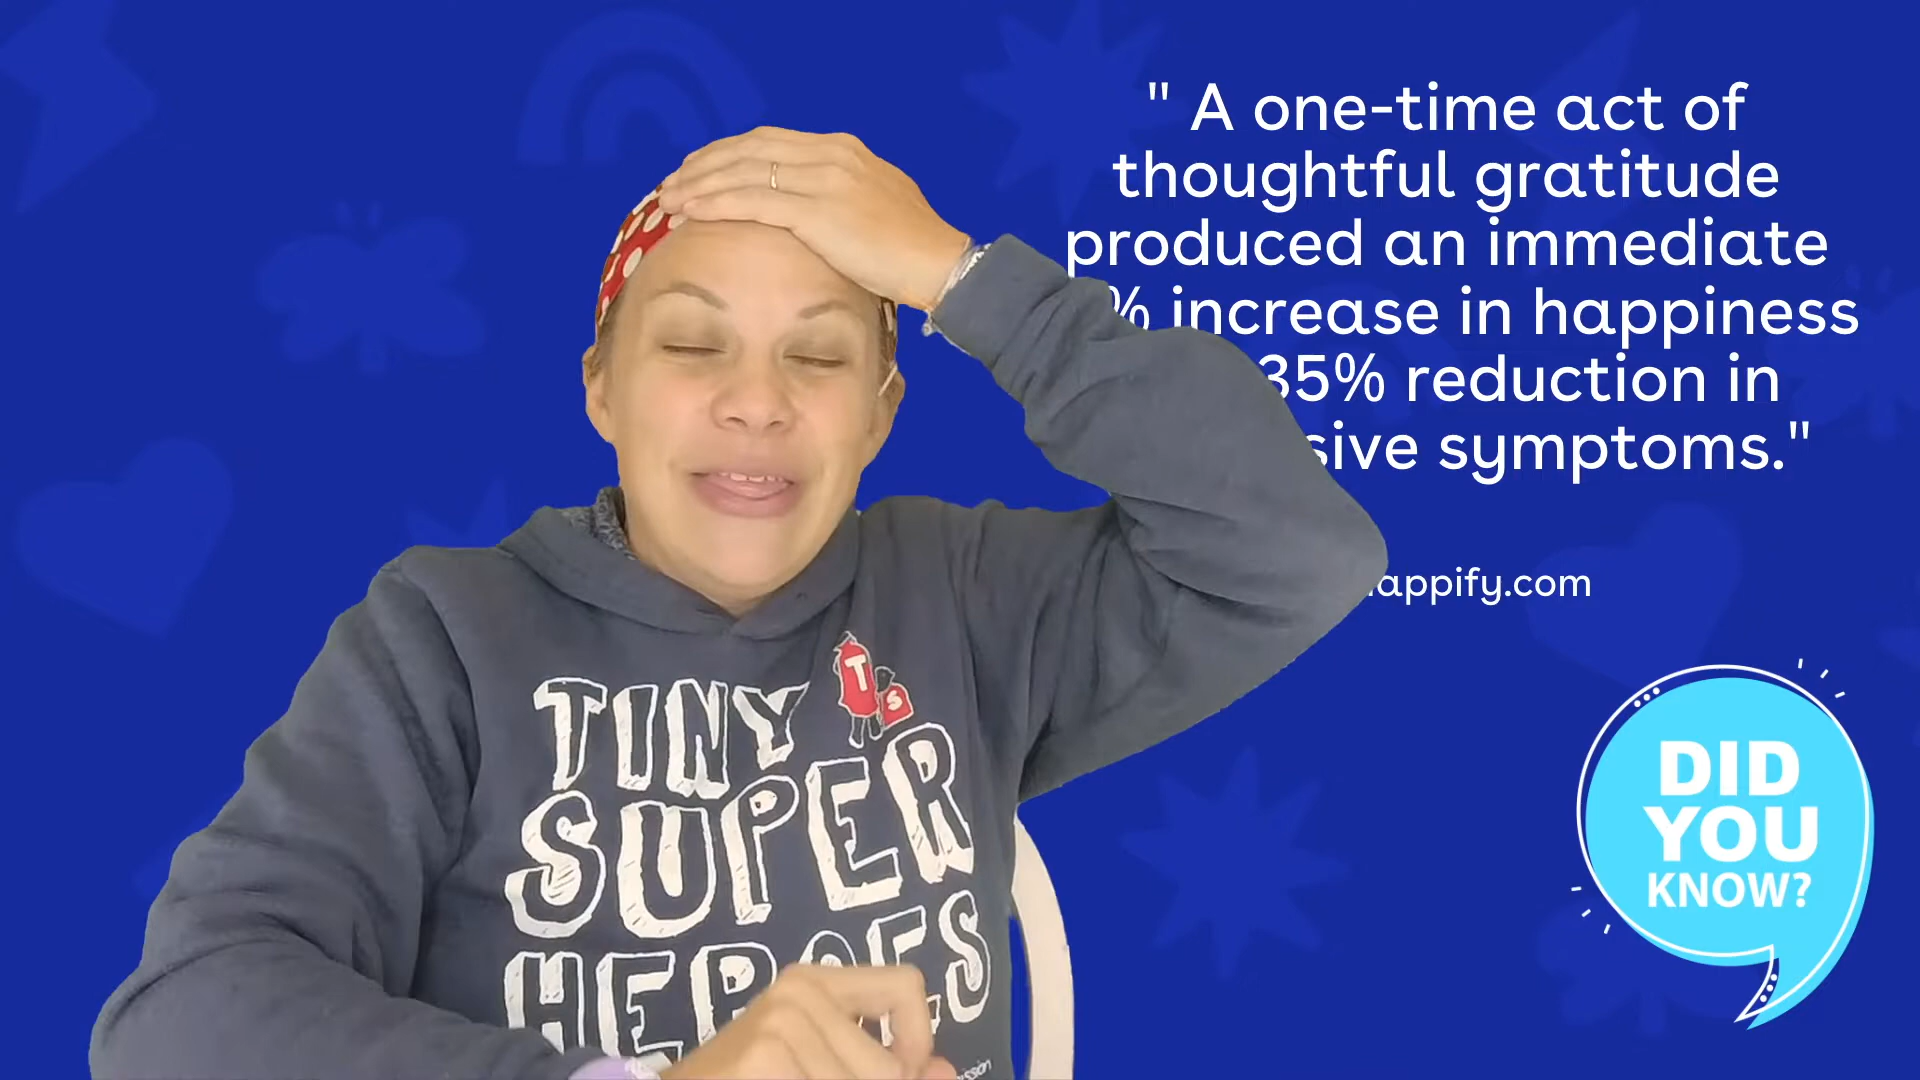 " A one-time act of
thoughtful gratitude
produced an immediate
% increase in happiness
35% reduction in
symptoms."
appify.com
T
S
TINY
SUPER
HEROES
DID
YOU
KNOW?